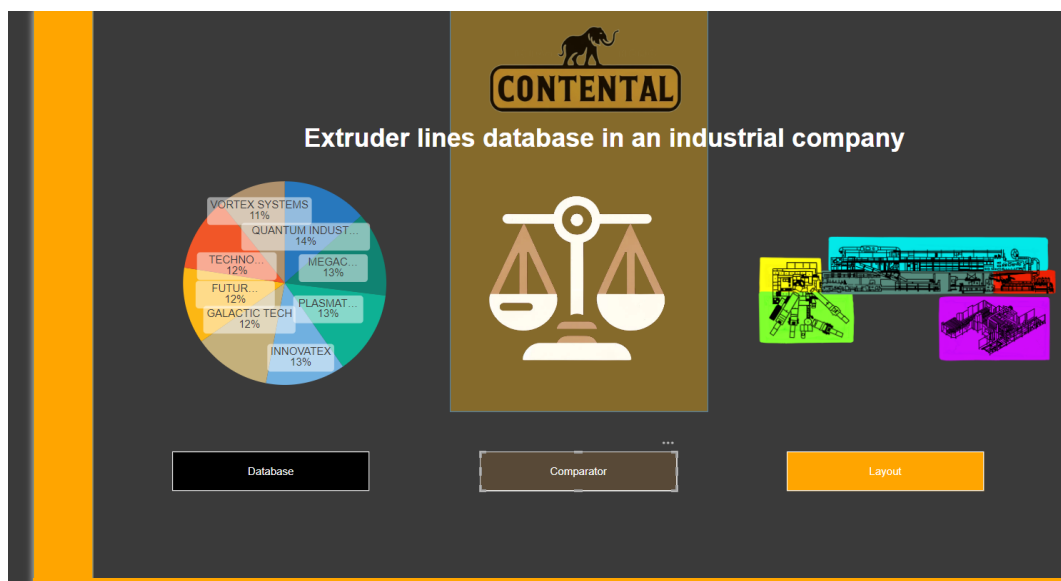 CONTENTAL
Extruder lines database in an industrial company
VORTEX SYSTEMS
11%
QUANTUM INDUST...
14%
TECHNO...
12%
MEGAC...
13%
FUTUR...
12%
PLASMAT...
13%
GALACTIC TECH
12%
INNOVATEX
13%
Database
Comparator
Layout